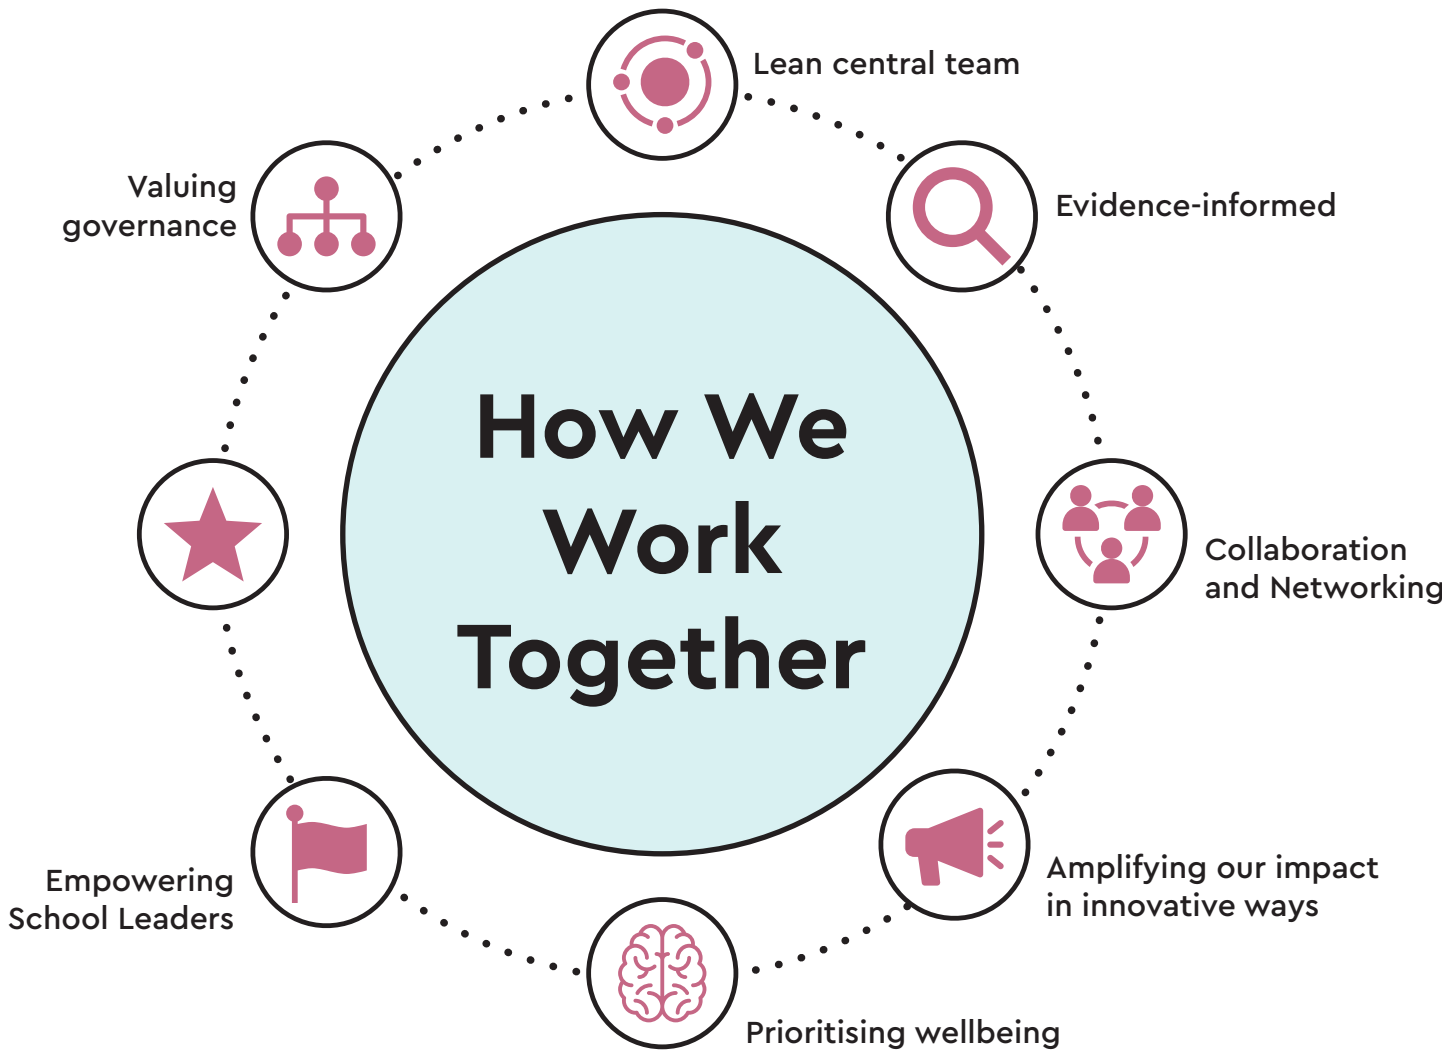 Lean central team
Evidence-informed
Collaboration
and Networking
Amplifying our impact
in innovative ways
Prioritising wellbeing
Empowering
School Leaders
Valuing
governance
How We
Work
Together